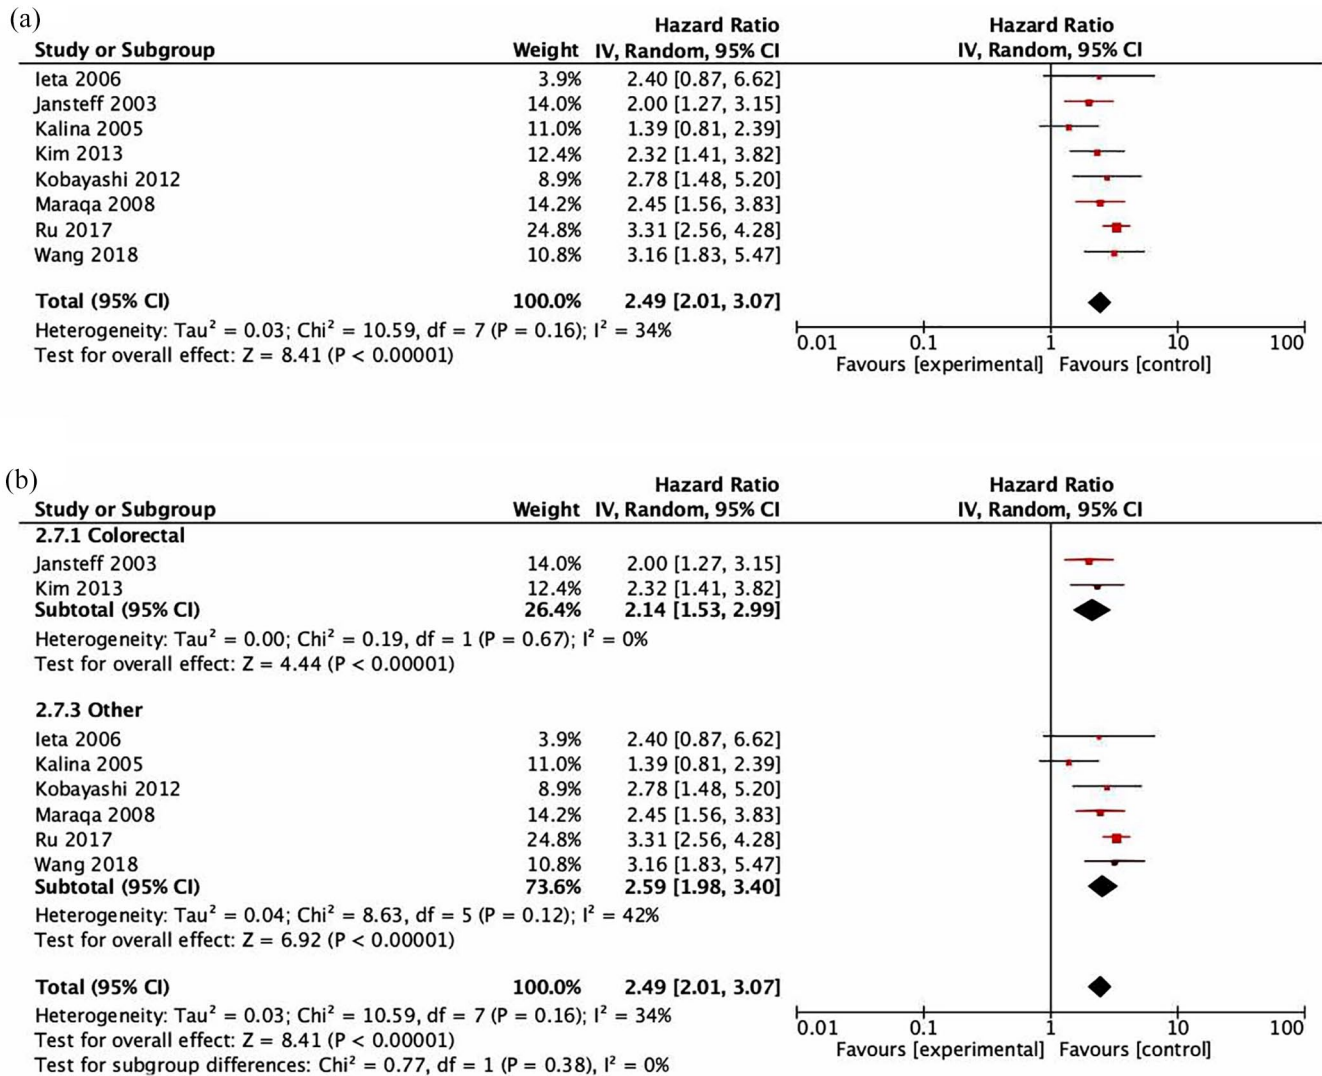 (a)
Hazard Ratio Hazard Ratio
Study or Subgroup Weight IV, Random, 95% CI IV, Random, 95% CI
Ieta 2006 3.9% 2.40 [0.87, 6.62]
Jansteff 2003 14.0% 2.00 [1.27, 3.15]
Kalina 2005 11.0% 1.39 [0.81, 2.39]
Kim 2013 12.4% 2.32 [1.41, 3.82]
Kobayashi 2012 8.9% 2.78 [1.48, 5.20]
Maraqa 2008 14.2% 2.45 [1.56, 3.83]
Ru 2017 24.8% 3.31 [2.56, 4.28]
Wang 2018 10.8% 3.16 [1.83, 5.47]
Total (95% CI) 100.0% 2.49 [2.01, 3.07]
Heterogeneity: Tau² = 0.03; Chi² = 10.59, df = 7 (P = 0.16); I² = 34%
Test for overall effect: Z = 8.41 (P < 0.00001)
0.01 0.1 1 10 100
Favours [experimental] Favours [control]
(b)
Hazard Ratio Hazard Ratio
Study or Subgroup Weight IV, Random, 95% CI IV, Random, 95% CI
2.7.1 Colorectal
Jansteff 2003 14.0% 2.00 [1.27, 3.15]
Kim 2013 12.4% 2.32 [1.41, 3.82]
Subtotal (95% CI) 26.4% 2.14 [1.53, 2.99]
Heterogeneity: Tau² = 0.00; Chi² = 0.19, df = 1 (P = 0.67); I² = 0%
Test for overall effect: Z = 4.44 (P < 0.00001)
2.7.3 Other
Ieta 2006 3.9% 2.40 [0.87, 6.62]
Kalina 2005 11.0% 1.39 [0.81, 2.39]
Kobayashi 2012 8.9% 2.78 [1.48, 5.20]
Maraqa 2008 14.2% 2.45 [1.56, 3.83]
Ru 2017 24.8% 3.31 [2.56, 4.28]
Wang 2018 10.8% 3.16 [1.83, 5.47]
Subtotal (95% CI) 73.6% 2.59 [1.98, 3.40]
Heterogeneity: Tau² = 0.04; Chi² = 8.63, df = 5 (P = 0.12); I² = 42%
Test for overall effect: Z = 6.92 (P < 0.00001)
Total (95% CI) 100.0% 2.49 [2.01, 3.07]
Heterogeneity: Tau² = 0.03; Chi² = 10.59, df = 7 (P = 0.16); I² = 34%
Test for overall effect: Z = 8.41 (P < 0.00001)
Test for subgroup differences: Chi² = 0.77, df = 1 (P = 0.38), I² = 0%
0.01 0.1 1 10 100
Favours [experimental] Favours [control]